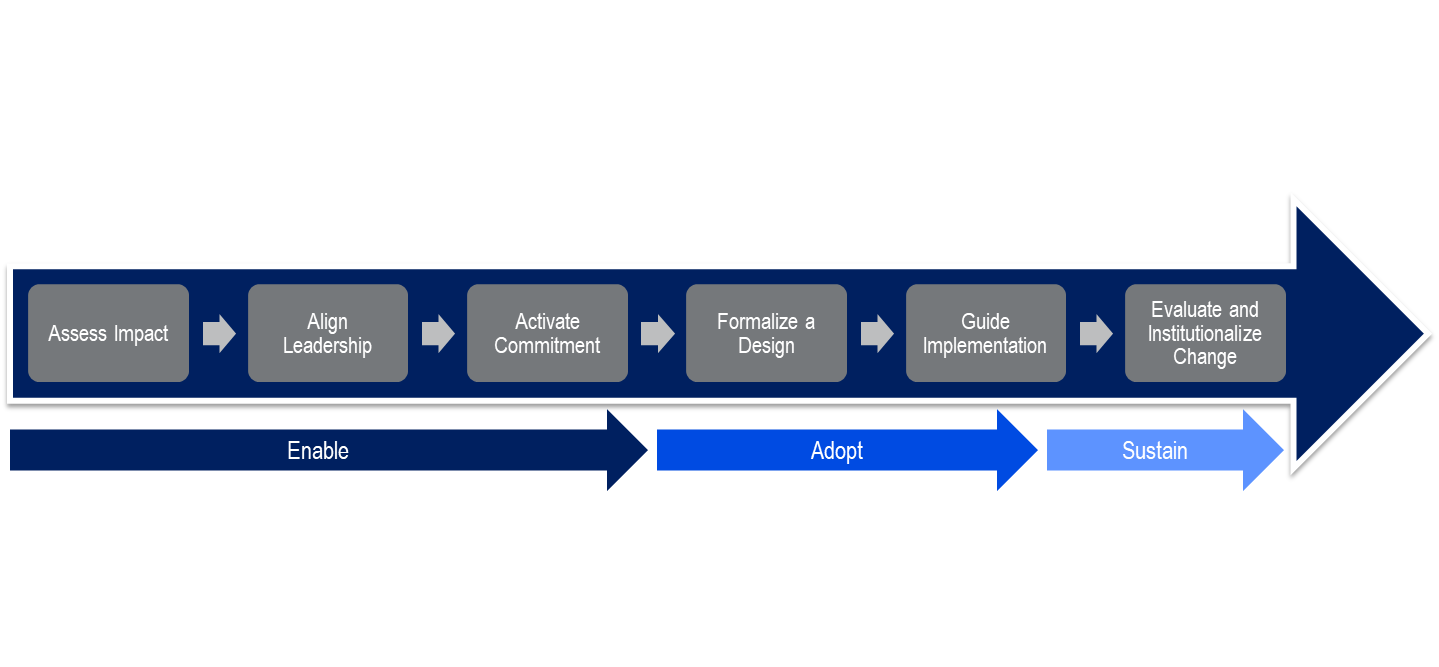 Assess Impact
Align
Leadership
Activate
Commitment
Formalize a
Design
Guide
Implementation
Evaluate and
Institutionalize
Change
Enable
Adopt
Sustain